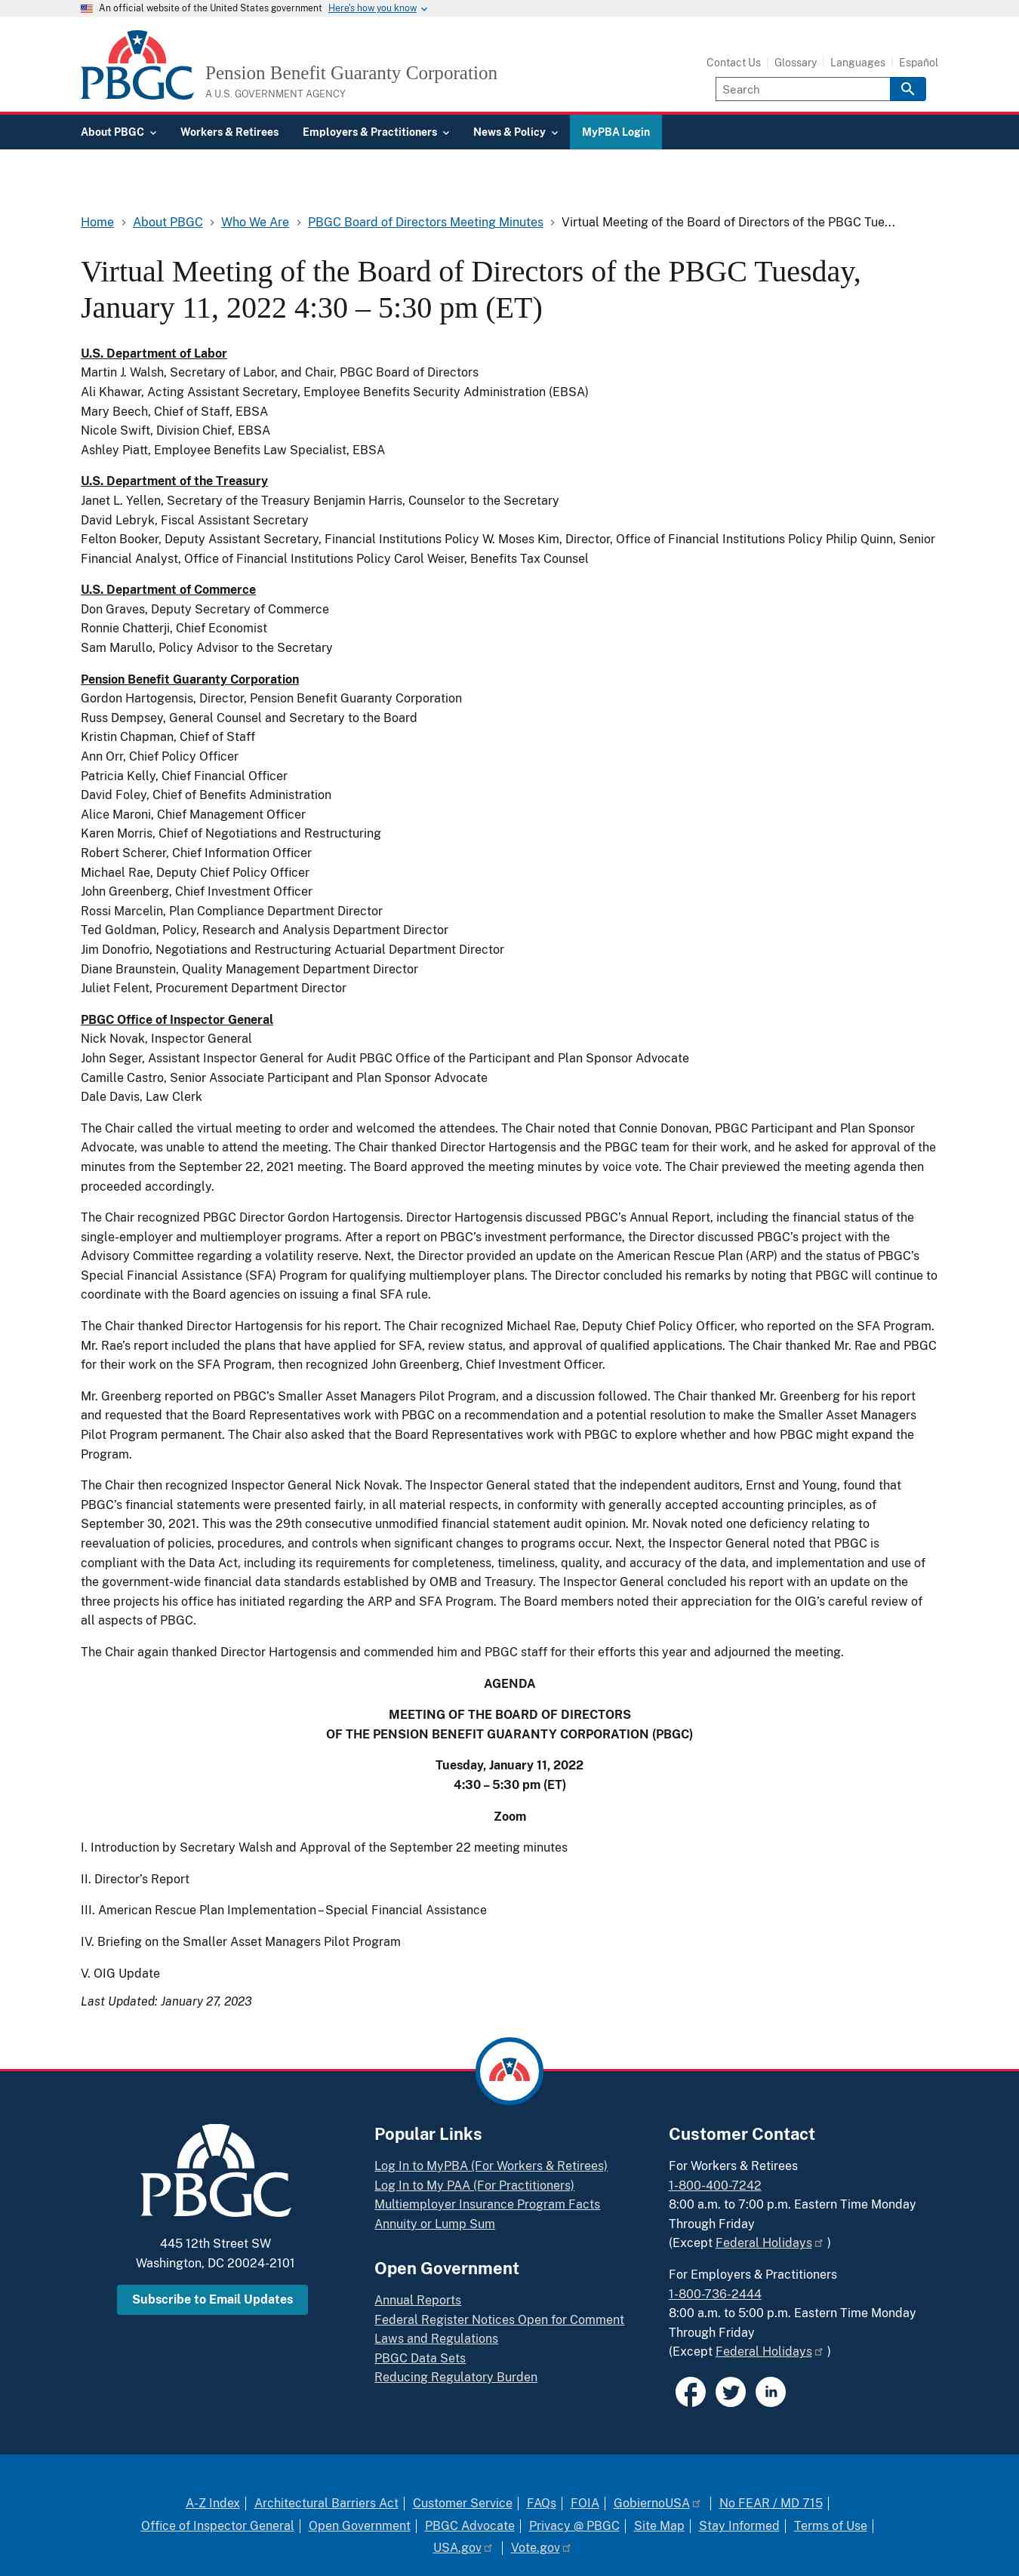 An official website of the United States government Here's how you know
PBGC
Pension Benefit Guaranty Corporation
A U.S. GOVERNMENT AGENCY
Contact Us | Glossary | Languages | Español
Search
About PBGC Workers & Retirees Employers & Practitioners News & Policy MyPBA Login
Home > About PBGC > Who We Are > PBGC Board of Directors Meeting Minutes > Virtual Meeting of the Board of Directors of the PBGC Tue...
Virtual Meeting of the Board of Directors of the PBGC Tuesday,
January 11, 2022 4:30 – 5:30 pm (ET)
U.S. Department of Labor
Martin J. Walsh, Secretary of Labor, and Chair, PBGC Board of Directors
Ali Khawar, Acting Assistant Secretary, Employee Benefits Security Administration (EBSA)
Mary Beech, Chief of Staff, EBSA
Nicole Swift, Division Chief, EBSA
Ashley Piatt, Employee Benefits Law Specialist, EBSA
U.S. Department of the Treasury
Janet L. Yellen, Secretary of the Treasury Benjamin Harris, Counselor to the Secretary
David Lebryk, Fiscal Assistant Secretary
Felton Booker, Deputy Assistant Secretary, Financial Institutions Policy W. Moses Kim, Director, Office of Financial Institutions Policy Philip Quinn, Senior
Financial Analyst, Office of Financial Institutions Policy Carol Weiser, Benefits Tax Counsel
U.S. Department of Commerce
Don Graves, Deputy Secretary of Commerce
Ronnie Chatterji, Chief Economist
Sam Marullo, Policy Advisor to the Secretary
Pension Benefit Guaranty Corporation
Gordon Hartogensis, Director, Pension Benefit Guaranty Corporation
Russ Dempsey, General Counsel and Secretary to the Board
Kristin Chapman, Chief of Staff
Ann Orr, Chief Policy Officer
Patricia Kelly, Chief Financial Officer
David Foley, Chief of Benefits Administration
Alice Maroni, Chief Management Officer
Karen Morris, Chief of Negotiations and Restructuring
Robert Scherer, Chief Information Officer
Michael Rae, Deputy Chief Policy Officer
John Greenberg, Chief Investment Officer
Rossi Marcelin, Plan Compliance Department Director
Ted Goldman, Policy, Research and Analysis Department Director
Jim Donofrio, Negotiations and Restructuring Actuarial Department Director
Diane Braunstein, Quality Management Department Director
Juliet Felent, Procurement Department Director
PBGC Office of Inspector General
Nick Novak, Inspector General
John Seger, Assistant Inspector General for Audit PBGC Office of the Participant and Plan Sponsor Advocate
Camille Castro, Senior Associate Participant and Plan Sponsor Advocate
Dale Davis, Law Clerk
The Chair called the virtual meeting to order and welcomed the attendees. The Chair noted that Connie Donovan, PBGC Participant and Plan Sponsor
Advocate, was unable to attend the meeting. The Chair thanked Director Hartogensis and the PBGC team for their work, and he asked for approval of the
minutes from the September 22, 2021 meeting. The Board approved the meeting minutes by voice vote. The Chair previewed the meeting agenda then
proceeded accordingly.
The Chair recognized PBGC Director Gordon Hartogensis. Director Hartogensis discussed PBGC's Annual Report, including the financial status of the
single-employer and multiemployer programs. After a report on PBGC's investment performance, the Director discussed PBGC's project with the
Advisory Committee regarding a volatility reserve. Next, the Director provided an update on the American Rescue Plan (ARP) and the status of PBGC's
Special Financial Assistance (SFA) Program for qualifying multiemployer plans. The Director concluded his remarks by noting that PBGC will continue to
coordinate with the Board agencies on issuing a final SFA rule.
The Chair thanked Director Hartogensis for his report. The Chair recognized Michael Rae, Deputy Chief Policy Officer, who reported on the SFA Program.
Mr. Rae's report included the plans that have applied for SFA, review status, and approval of qualified applications. The Chair thanked Mr. Rae and PBGC
for their work on the SFA Program, then recognized John Greenberg, Chief Investment Officer.
Mr. Greenberg reported on PBGC's Smaller Asset Managers Pilot Program, and a discussion followed. The Chair thanked Mr. Greenberg for his report
and requested that the Board Representatives work with PBGC on a recommendation and a potential resolution to make the Smaller Asset Managers
Pilot Program permanent. The Chair also asked that the Board Representatives work with PBGC to explore whether and how PBGC might expand the
Program.
The Chair then recognized Inspector General Nick Novak. The Inspector General stated that the independent auditors, Ernst and Young, found that
PBGC's financial statements were presented fairly, in all material respects, in conformity with generally accepted accounting principles, as of
September 30, 2021. This was the 29th consecutive unmodified financial statement audit opinion. Mr. Novak noted one deficiency relating to
reevaluation of policies, procedures, and controls when significant changes to programs occur. Next, the Inspector General noted that PBGC is
compliant with the Data Act, including its requirements for completeness, timeliness, quality, and accuracy of the data, and implementation and use of
the government-wide financial data standards established by OMB and Treasury. The Inspector General concluded his report with an update on the
three projects his office has initiated regarding the ARP and SFA Program. The Board members noted their appreciation for the OIG's careful review of
all aspects of PBGC.
The Chair again thanked Director Hartogensis and commended him and PBGC staff for their efforts this year and adjourned the meeting.
AGENDA
MEETING OF THE BOARD OF DIRECTORS
OF THE PENSION BENEFIT GUARANTY CORPORATION (PBGC)
Tuesday, January 11, 2022
4:30 – 5:30 pm (ET)
Zoom
I. Introduction by Secretary Walsh and Approval of the September 22 meeting minutes
II. Director's Report
III. American Rescue Plan Implementation – Special Financial Assistance
IV. Briefing on the Smaller Asset Managers Pilot Program
V. OIG Update
Last Updated: January 27, 2023
PBGC
445 12th Street SW
Washington, DC 20024-2101
Subscribe to Email Updates
Popular Links
Log In to MyPBA (For Workers & Retirees)
Log In to My PAA (For Practitioners)
Multiemployer Insurance Program Facts
Annuity or Lump Sum
Open Government
Annual Reports
Federal Register Notices Open for Comment
Laws and Regulations
PBGC Data Sets
Reducing Regulatory Burden
Customer Contact
For Workers & Retirees
1-800-400-7242
8:00 a.m. to 7:00 p.m. Eastern Time Monday
Through Friday
(Except Federal Holidays )
For Employers & Practitioners
1-800-736-2444
8:00 a.m. to 5:00 p.m. Eastern Time Monday
Through Friday
(Except Federal Holidays )
in
A-Z Index | Architectural Barriers Act | Customer Service | FAQs | FOIA | GobiernoUSA | No FEAR / MD 715 |
Office of Inspector General | Open Government | PBGC Advocate | Privacy @ PBGC | Site Map | Stay Informed | Terms of Use |
USA.gov | Vote.gov